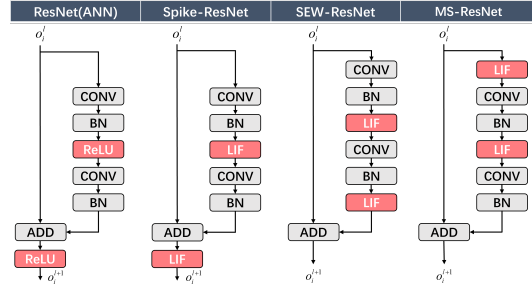 ResNet(ANN) Spike-ResNet SEW-ResNet MS-ResNet
o_i^l o_i^l o_i^l o_i^l
CONV LIF
CONV CONV BN CONV
BN BN LIF BN
ReLU LIF CONV LIF
CONV CONV BN CONV
BN BN LIF BN
ADD ADD ADD ADD
ReLU LIF
o_i^{l+1} o_i^{l+1} o_i^{l+1} o_i^{l+1}